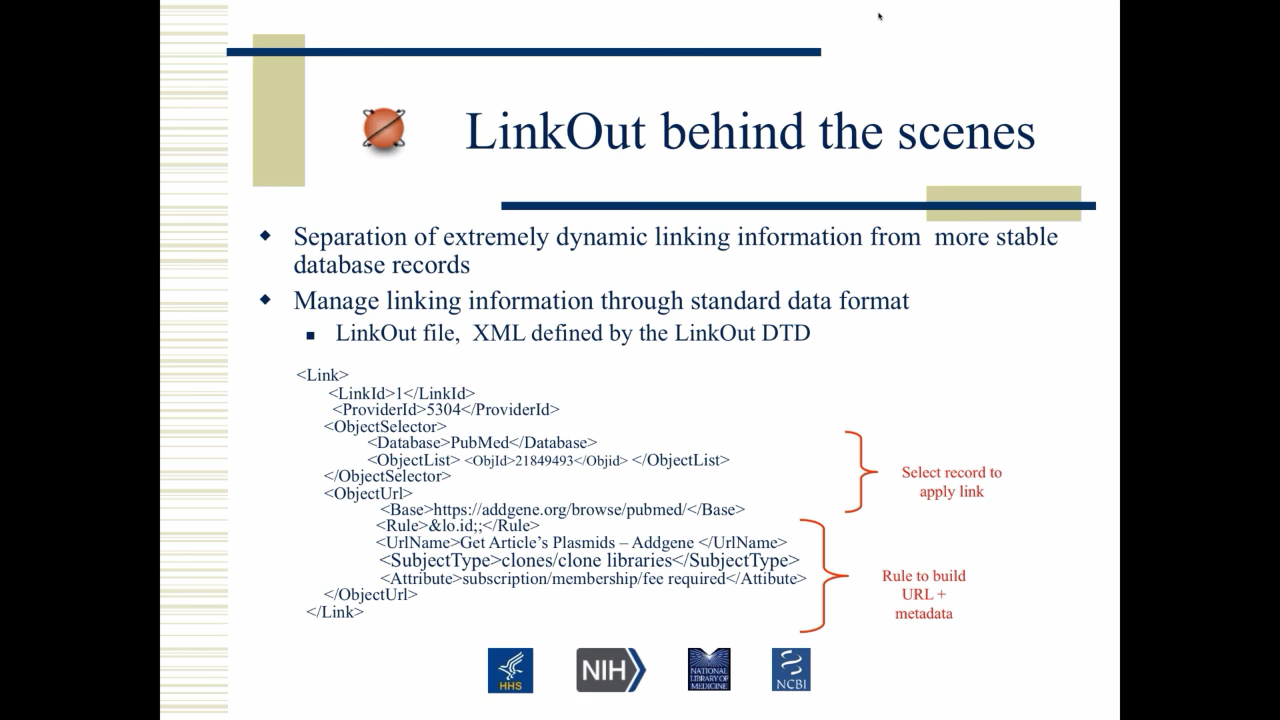 LinkOut behind the scenes
Separation of extremely dynamic linking information from more stable
database records
Manage linking information through standard data format
LinkOut file, XML defined by the LinkOut DTD
<Link>
<LinkId>1</LinkId>
<ProviderId>5304</ProviderId>
<ObjectSelector>
<Database>PubMed</Database>
<ObjectList> <ObjId>21849493</Objid> </ObjectList>
</ObjectSelector>
<ObjectUrl>
<Base>https://addgene.org/browse/pubmed/</Base>
<Rule>&lo.id;;</Rule>
<UrlName>Get Article's Plasmids – Addgene </UrlName>
<SubjectType>clones/clone libraries</SubjectType>
<Attribute>subscription/membership/fee required</Attibute>
</ObjectUrl>
</Link>
Select record to
apply link
Rule to build
URL +
metadata
HHS
NIH
NATIONAL
LIBRARY OF
MEDICINE
NCBI